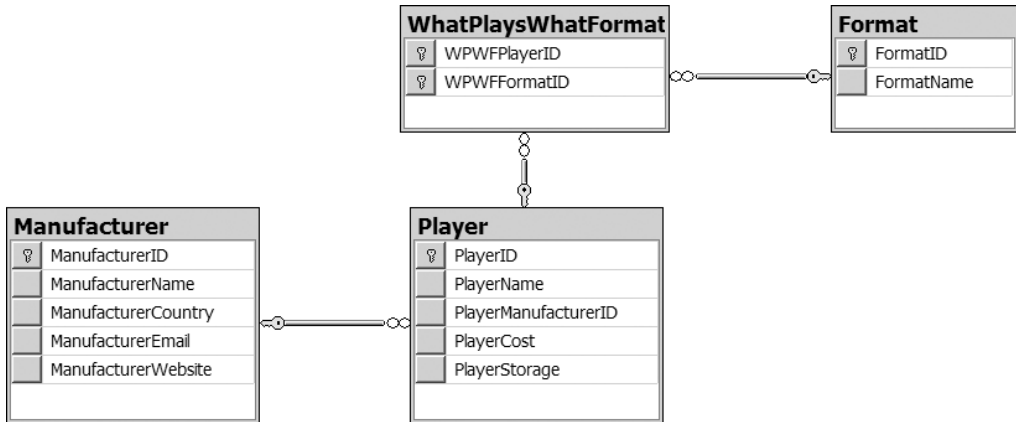 WhatPlaysWhatFormat
WPWFPlayerID
WPWFFormatID
Format
FormatID
FormatName
Manufacturer
ManufacturerID
ManufacturerName
ManufacturerCountry
ManufacturerEmail
ManufacturerWebsite
Player
PlayerID
PlayerName
PlayerManufacturerID
PlayerCost
PlayerStorage